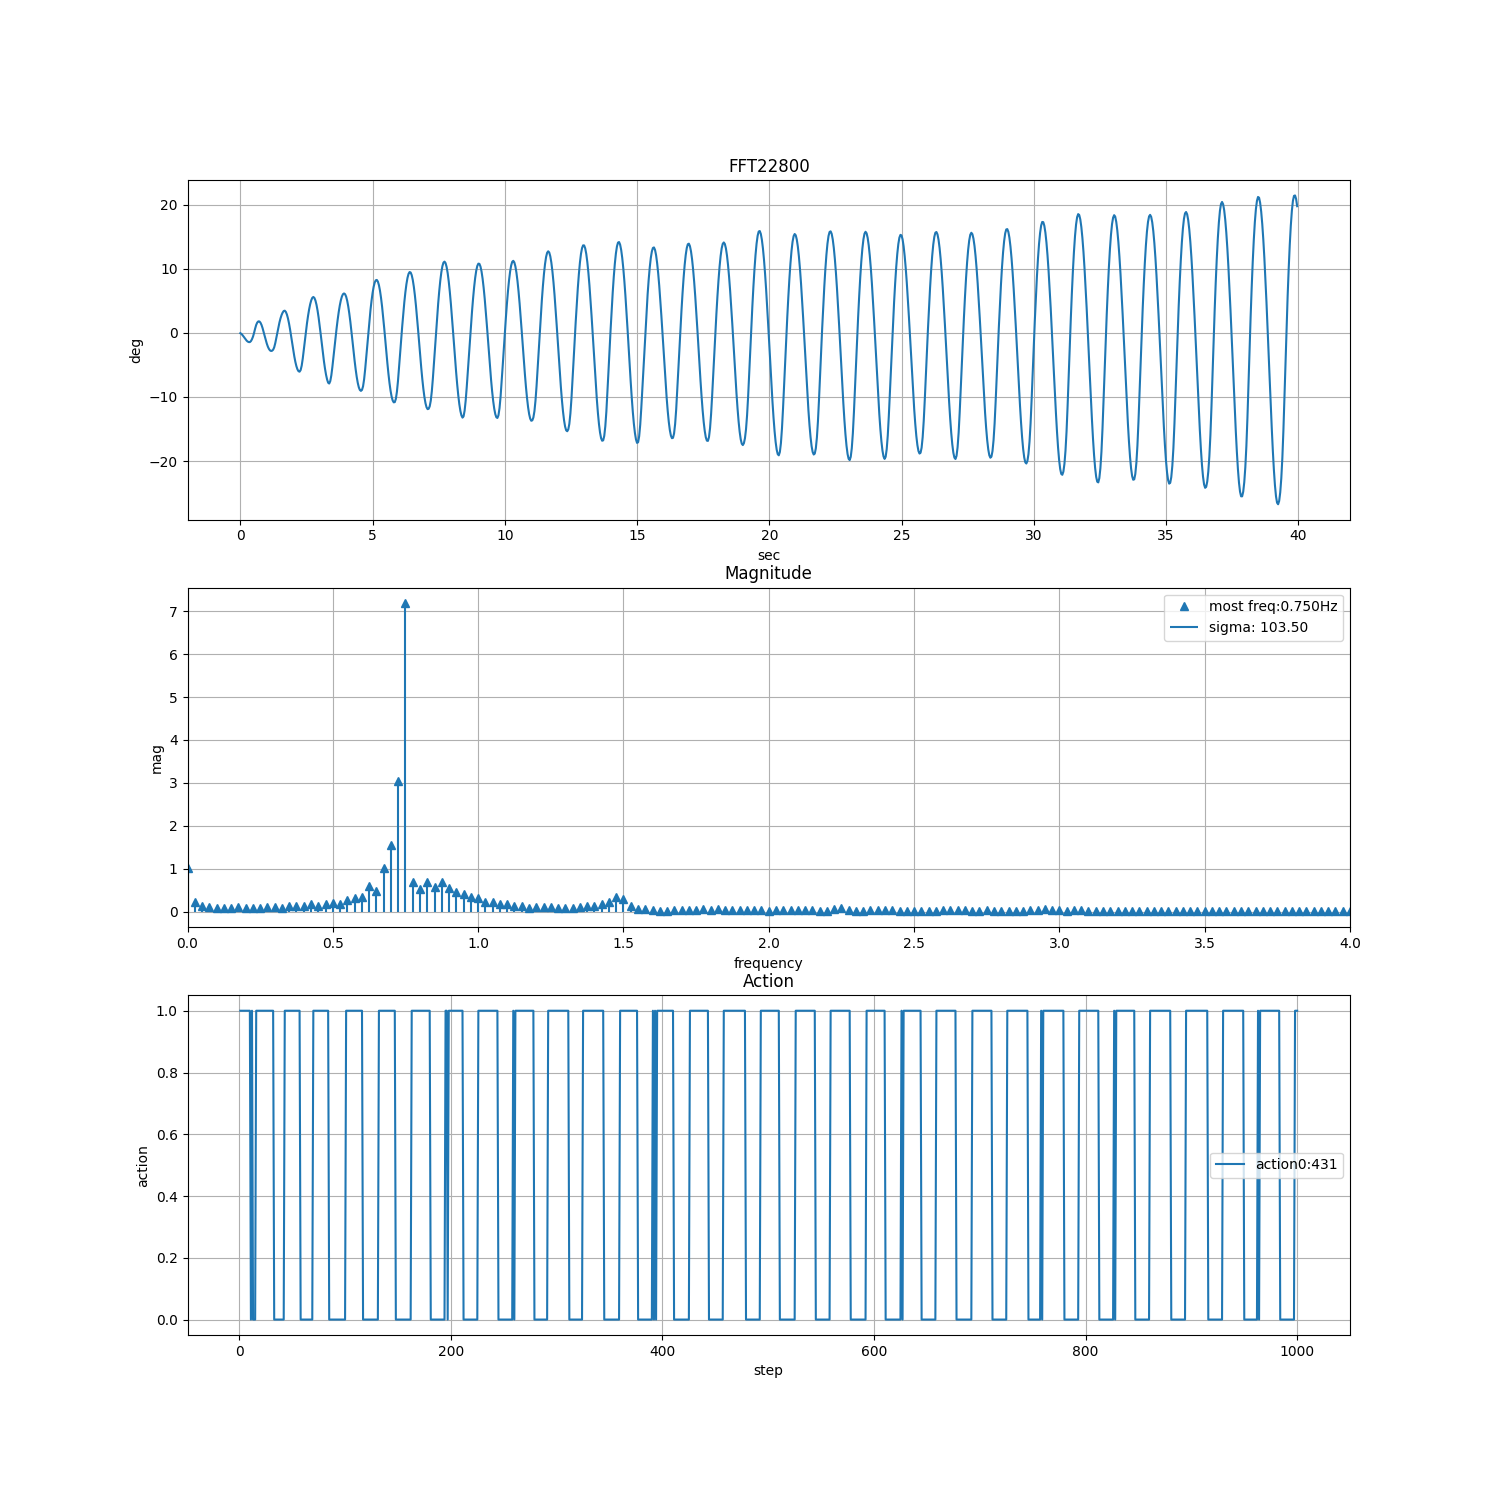 FFT22800
20
10
0
−10
−20
deg
0 5 10 15 20 25 30 35 40
sec
Magnitude
most freq:0.750Hz
sigma: 103.50
7
6
5
4
3
2
1
0
mag
0.0 0.5 1.0 1.5 2.0 2.5 3.0 3.5 4.0
frequency
Action
1.0
0.8
0.6
0.4
0.2
0.0
action
action0:431
0 200 400 600 800 1000
step